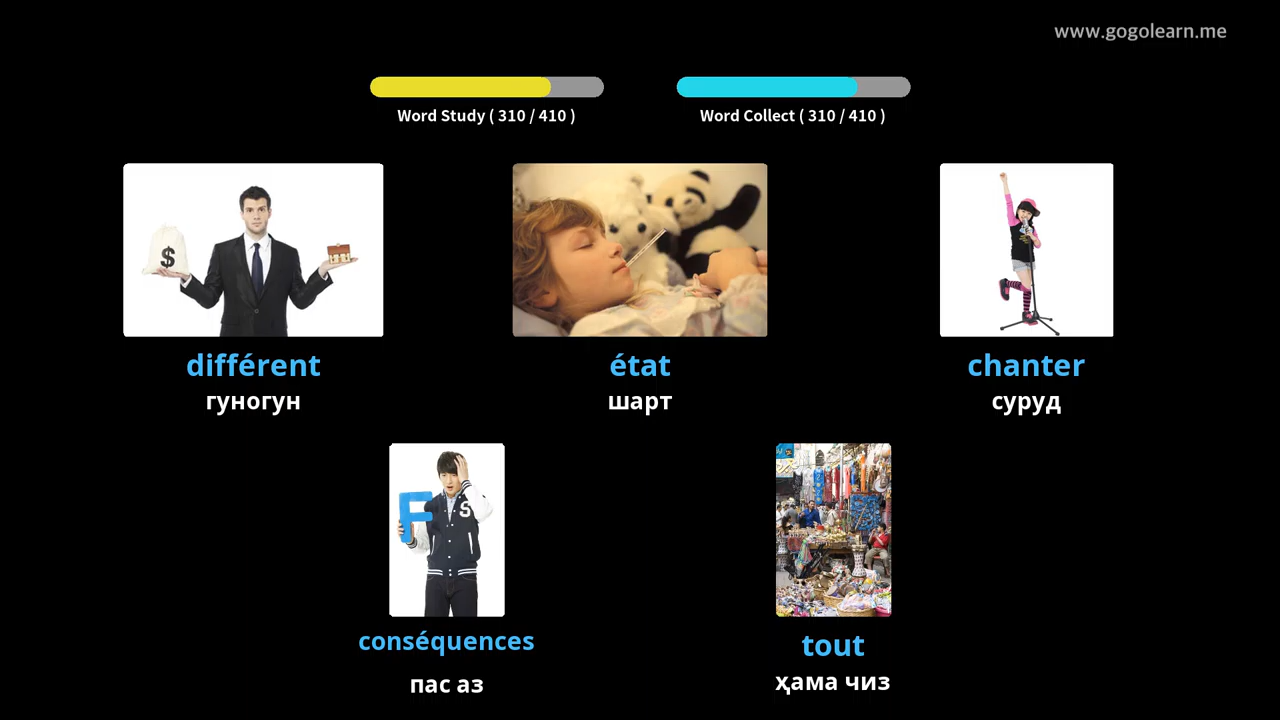 www.gogolearn.me
Word Study ( 310 / 410 )
Word Collect ( 310 / 410 )
$
différent
гуногун
état
шарт
chanter
суруд
F
S
conséquences
пас аз
tout
ҳама чиз